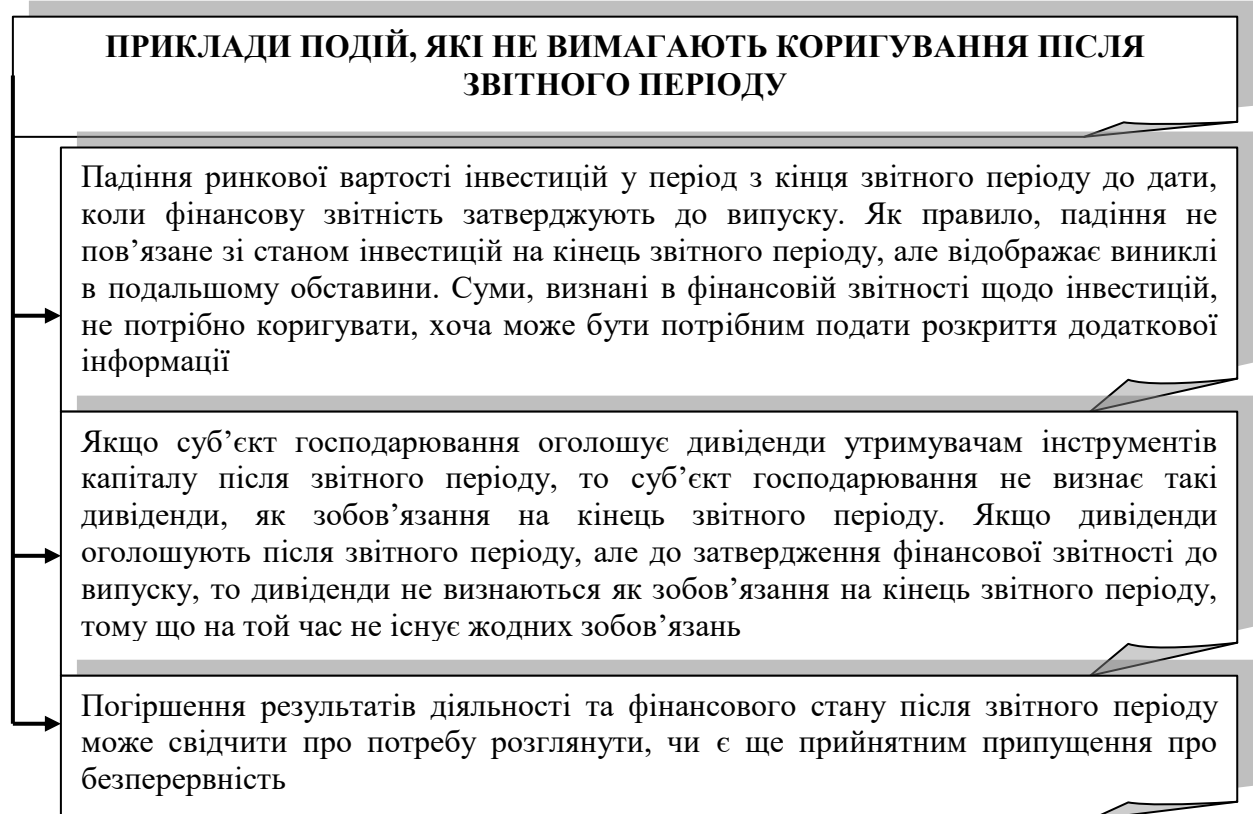 ПРИКЛАДИ ПОДІЙ, ЯКІ НЕ ВИМАГАЮТЬ КОРИГУВАННЯ ПІСЛЯ
ЗВІТНОГО ПЕРІОДУ
Падіння ринкової вартості інвестицій у період з кінця звітного періоду до дати,
коли фінансову звітність затверджують до випуску. Як правило, падіння не
пов’язане зі станом інвестицій на кінець звітного періоду, але відображає виниклі
в подальшому обставини. Суми, визнані в фінансовій звітності щодо інвестицій,
не потрібно коригувати, хоча може бути потрібним подати розкриття додаткової
інформації
Якщо суб’єкт господарювання оголошує дивіденди утримувачам інструментів
капіталу після звітного періоду, то суб’єкт господарювання не визнає такі
дивіденди, як зобов’язання на кінець звітного періоду. Якщо дивіденди
оголошують після звітного періоду, але до затвердження фінансової звітності до
випуску, то дивіденди не визнаються як зобов’язання на кінець звітного періоду,
тому що на той час не існує жодних зобов’язань
Погіршення результатів діяльності та фінансового стану після звітного періоду
може свідчити про потребу розглянути, чи є ще прийнятним припущення про
безперервність